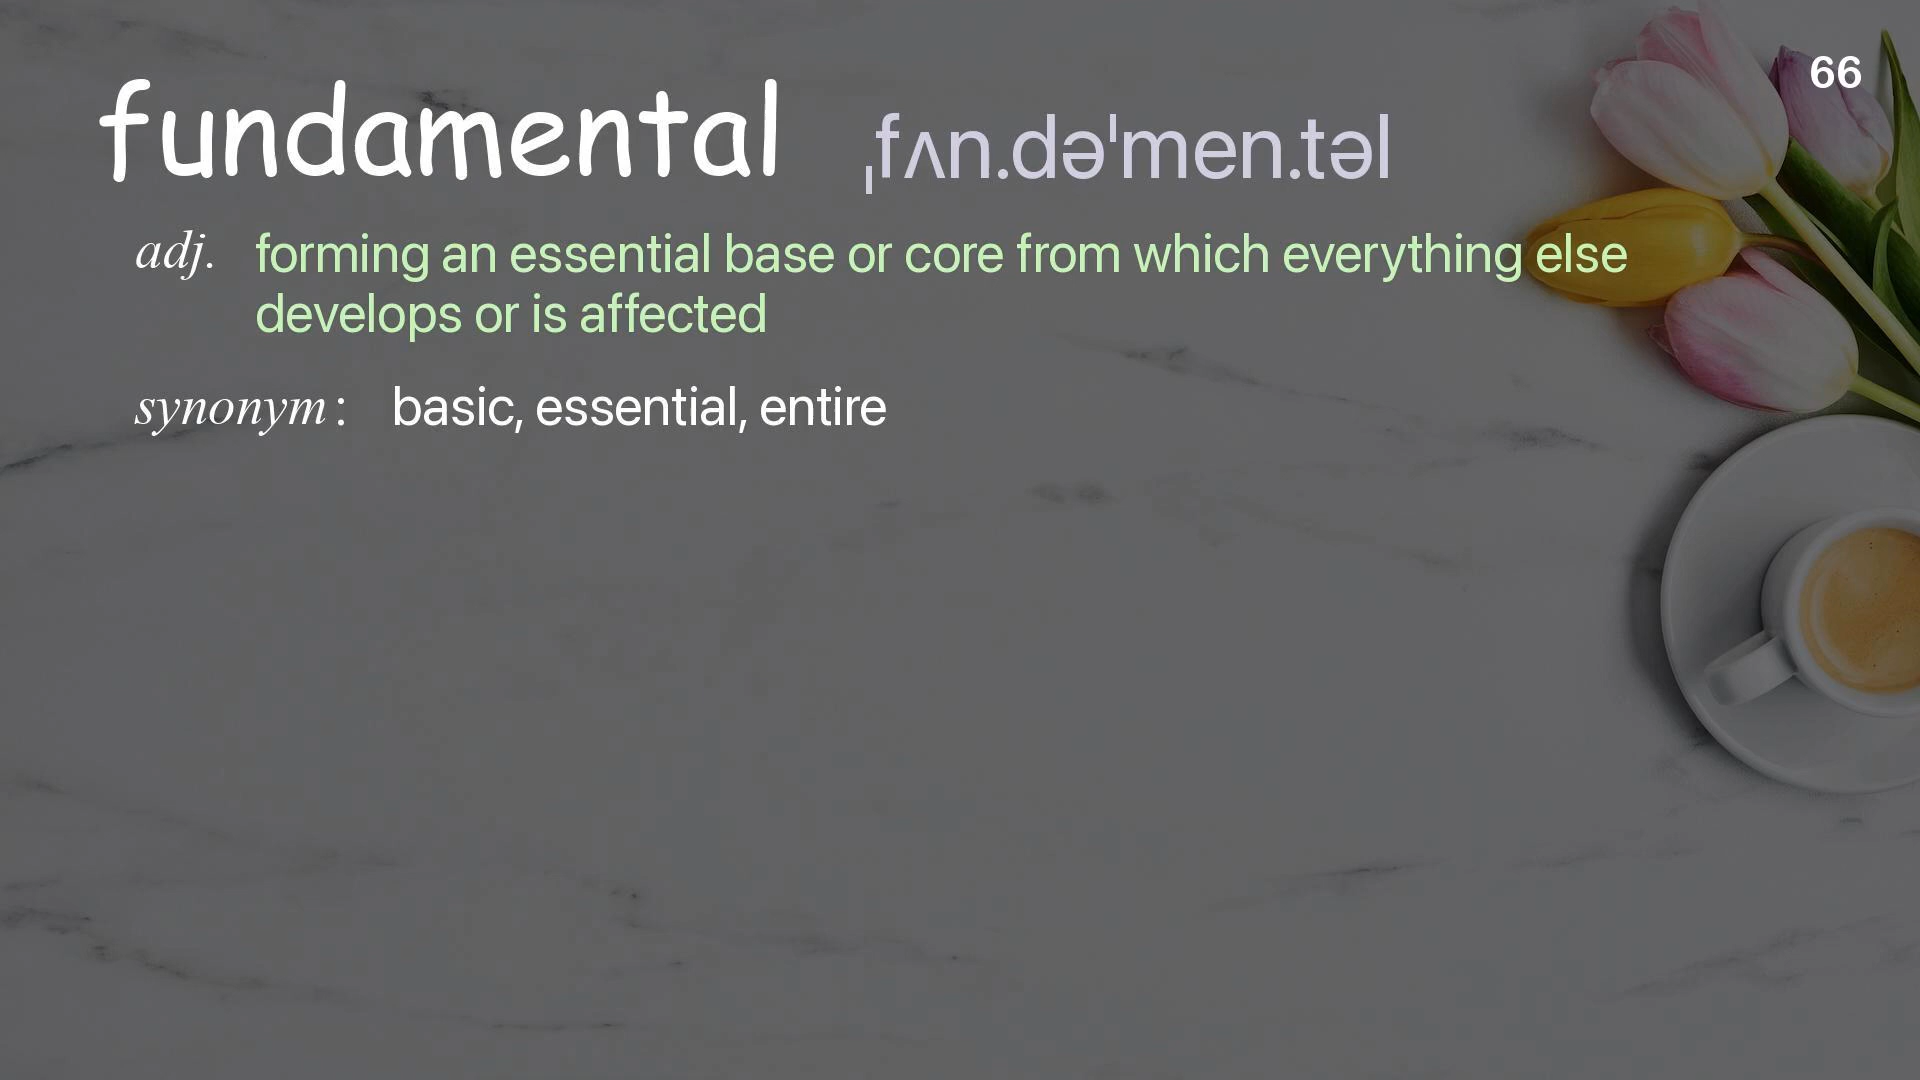 66
fundamental ˌfʌn.dəˈmen.təl
adj. forming an essential base or core from which everything else
develops or is affected
synonym : basic, essential, entire